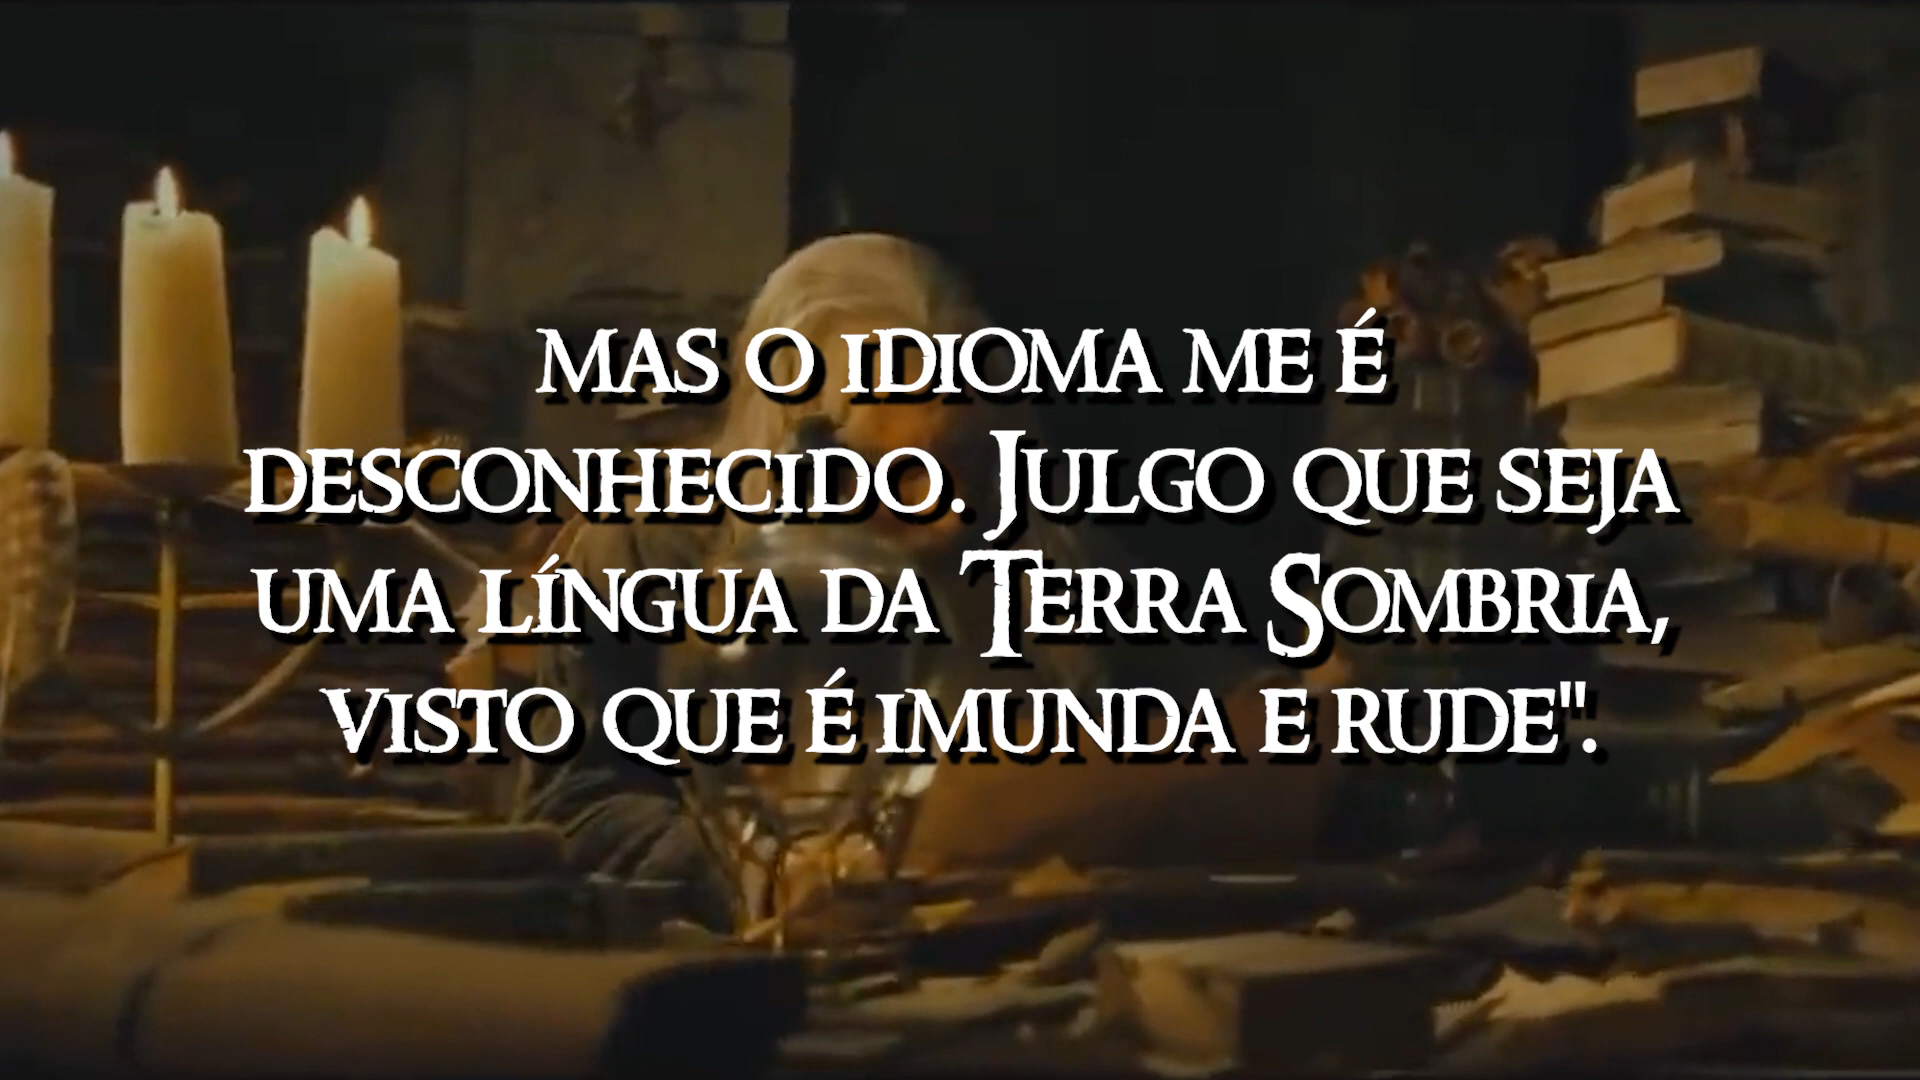 mas o idioma me é
desconhecido. Julgo que seja
uma língua da Terra Sombria,
visto que é imunda e rude".